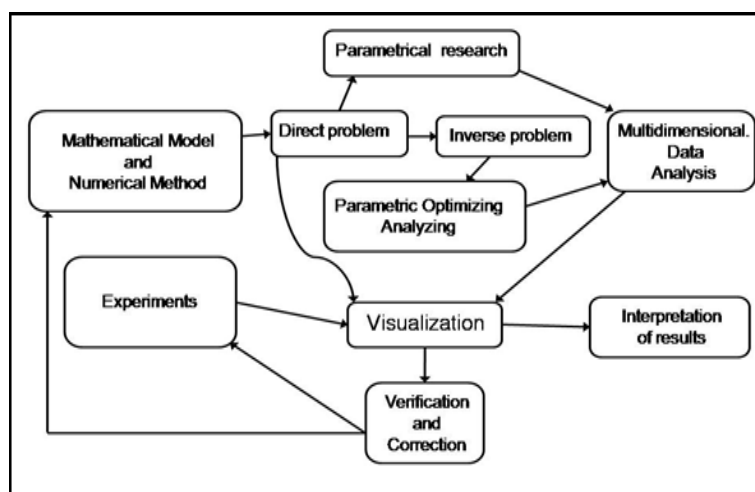 Parametrical research
Mathematical Model
and
Numerical Method
Direct problem
Inverse problem
Multidimensional.
Data
Analysis
Parametric Optimizing
Analyzing
Experiments
Visualization
Interpretation
of results
Verification
and
Correction